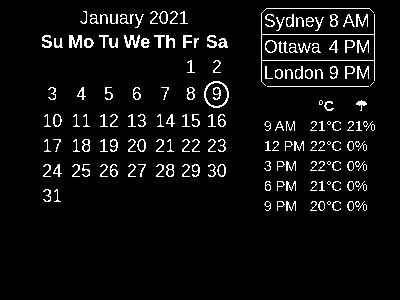 January 2021
Su Mo Tu We Th Fr Sa
1 2
3 4 5 6 7 8 9
10 11 12 13 14 15 16
17 18 19 20 21 22 23
24 25 26 27 28 29 30
31
Sydney 8 AM
Ottawa 4 PM
London 9 PM
°C ☂
9 AM 21°C 21%
12 PM 22°C 0%
3 PM 22°C 0%
6 PM 21°C 0%
9 PM 20°C 0%